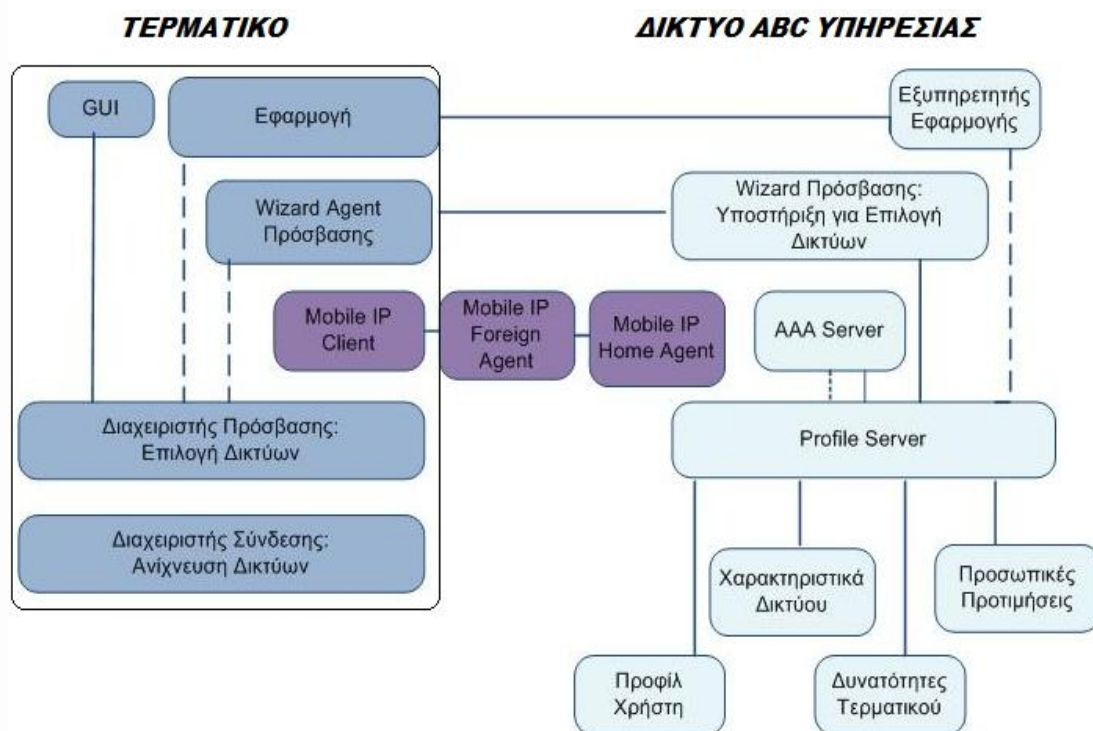 ΤΕΡΜΑΤΙΚΟ
ΔΙΚΤΥΟ ABC ΥΠΗΡΕΣΙΑΣ
GUI
Εφαρμογή
Εξυπηρετητής
Εφαρμογής
Wizard Agent
Πρόσβασης
Wizard Πρόσβασης:
Υποστήριξη για Επιλογή
Δικτύων
Mobile IP
Client
Mobile IP
Foreign
Agent
Mobile IP
Home Agent
AAA Server
Διαχειριστής Πρόσβασης:
Επιλογή Δικτύων
Profile Server
Διαχειριστής Σύνδεσης:
Ανίχνευση Δικτύων
Χαρακτηριστικά
Δικτύου
Προσωπικές
Προτιμήσεις
Προφίλ
Χρήστη
Δυνατότητες
Τερματικού